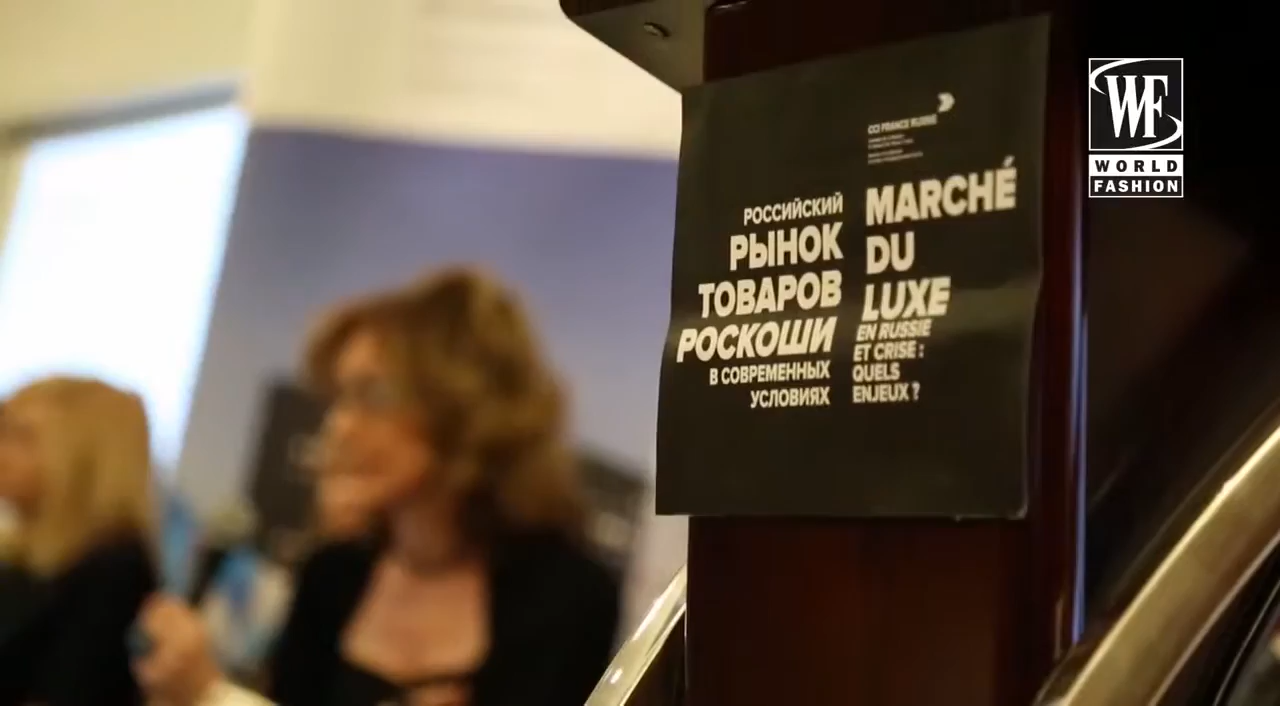 CCI FRANCE RUSSIE
РОССИЙСКИЙ
РЫНОК
ТОВАРОВ
РОСКОШИ
В СОВРЕМЕННЫХ
УСЛОВИЯХ
MARCHÉ
DU
LUXE
EN RUSSIE
ET CRISE :
QUELS
ENJEUX ?
WF
WORLD
FASHION